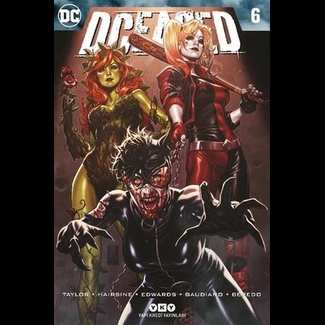 DC
DCEASED
6
TAYLOR • HAIRSINE • EDWARDS • GAUDIANO • BEREDO
YKY
YAPI KREDİ YAYINLARI